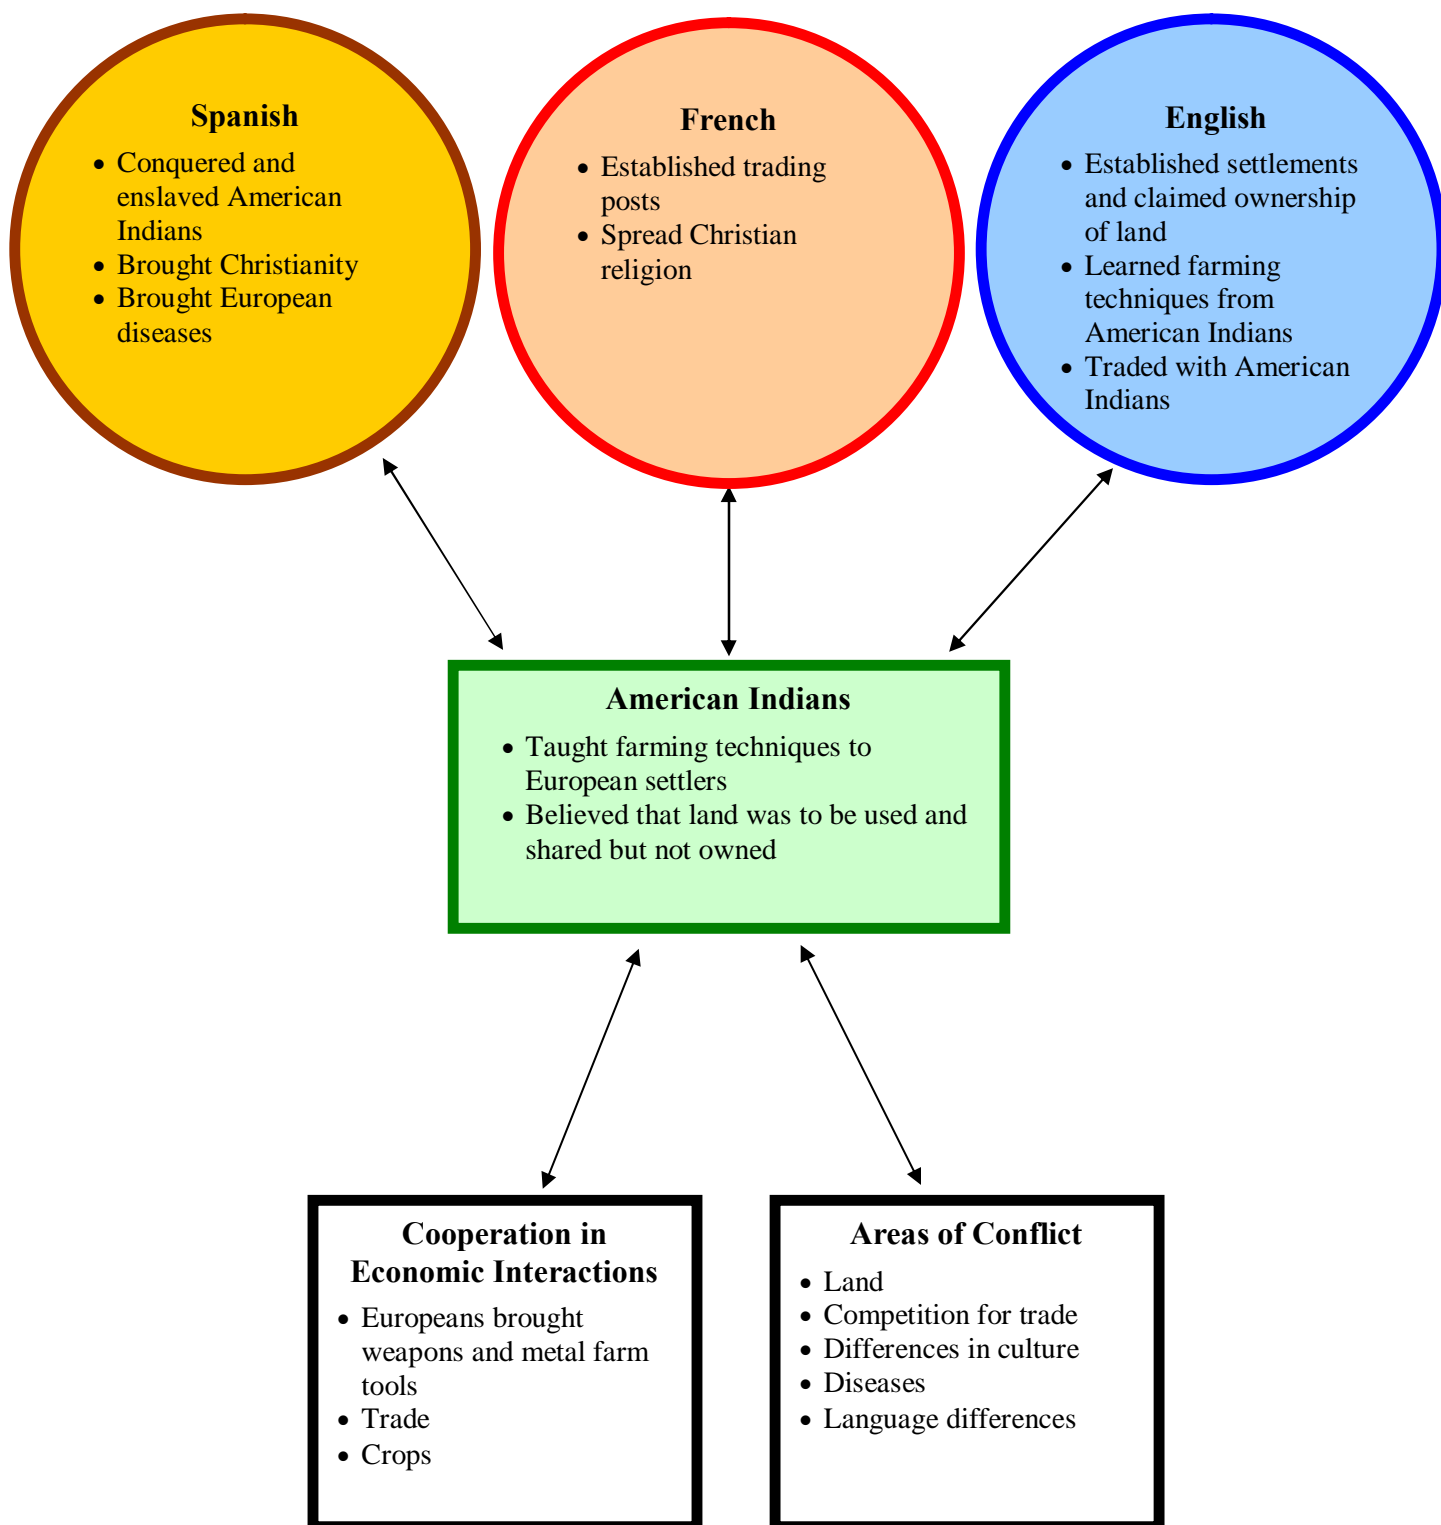 Spanish
• Conquered and
enslaved American
Indians
• Brought Christianity
• Brought European
diseases
French
• Established trading
posts
• Spread Christian
religion
English
• Established settlements
and claimed ownership
of land
• Learned farming
techniques from
American Indians
• Traded with American
Indians
American Indians
• Taught farming techniques to
European settlers
• Believed that land was to be used and
shared but not owned
Cooperation in
Economic Interactions
• Europeans brought
weapons and metal farm
tools
• Trade
• Crops
Areas of Conflict
• Land
• Competition for trade
• Differences in culture
• Diseases
• Language differences